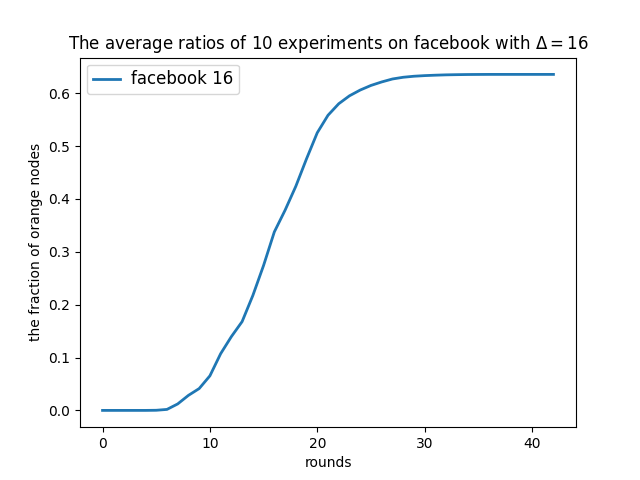 The average ratios of 10 experiments on facebook with Δ = 16
facebook 16
the fraction of orange nodes
0.6
0.5
0.4
0.3
0.2
0.1
0.0
0 10 20 30 40
rounds